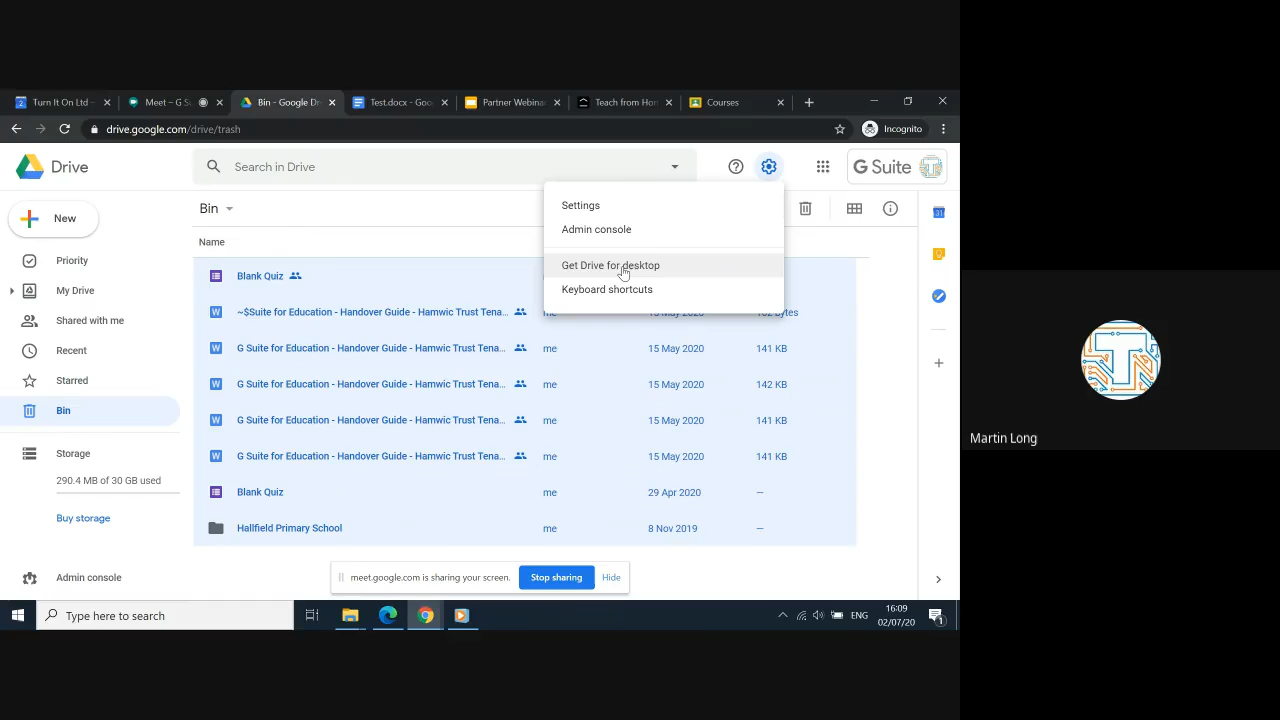 Turn It On Ltd -
Meet – G S
Bin - Google Dr
Test.docx - Goo
Partner Webina
Teach from Hom
Courses
drive.google.com/drive/trash
Incognito
Drive
Search in Drive
G Suite
New
Bin
Settings
Admin console
Get Drive for desktop
Keyboard shortcuts
Name
Priority
My Drive
Shared with me
Recent
Starred
Bin
Storage
290.4 MB of 30 GB used
Buy storage
Admin console
Blank Quiz
~$Suite for Education - Handover Guide - Hamwic Trust Tena... me 15 May 2020 162 bytes
G Suite for Education - Handover Guide - Hamwic Trust Tena... me 15 May 2020 141 KB
G Suite for Education - Handover Guide - Hamwic Trust Tena... me 15 May 2020 142 KB
G Suite for Education - Handover Guide - Hamwic Trust Tena... me 15 May 2020 141 KB
G Suite for Education - Handover Guide - Hamwic Trust Tena... me 15 May 2020 141 KB
Blank Quiz me 29 Apr 2020 —
Hallfield Primary School me 8 Nov 2019 —
meet.google.com is sharing your screen. Stop sharing Hide
Type here to search
ENG
16:09
02/07/20
1
Martin Long